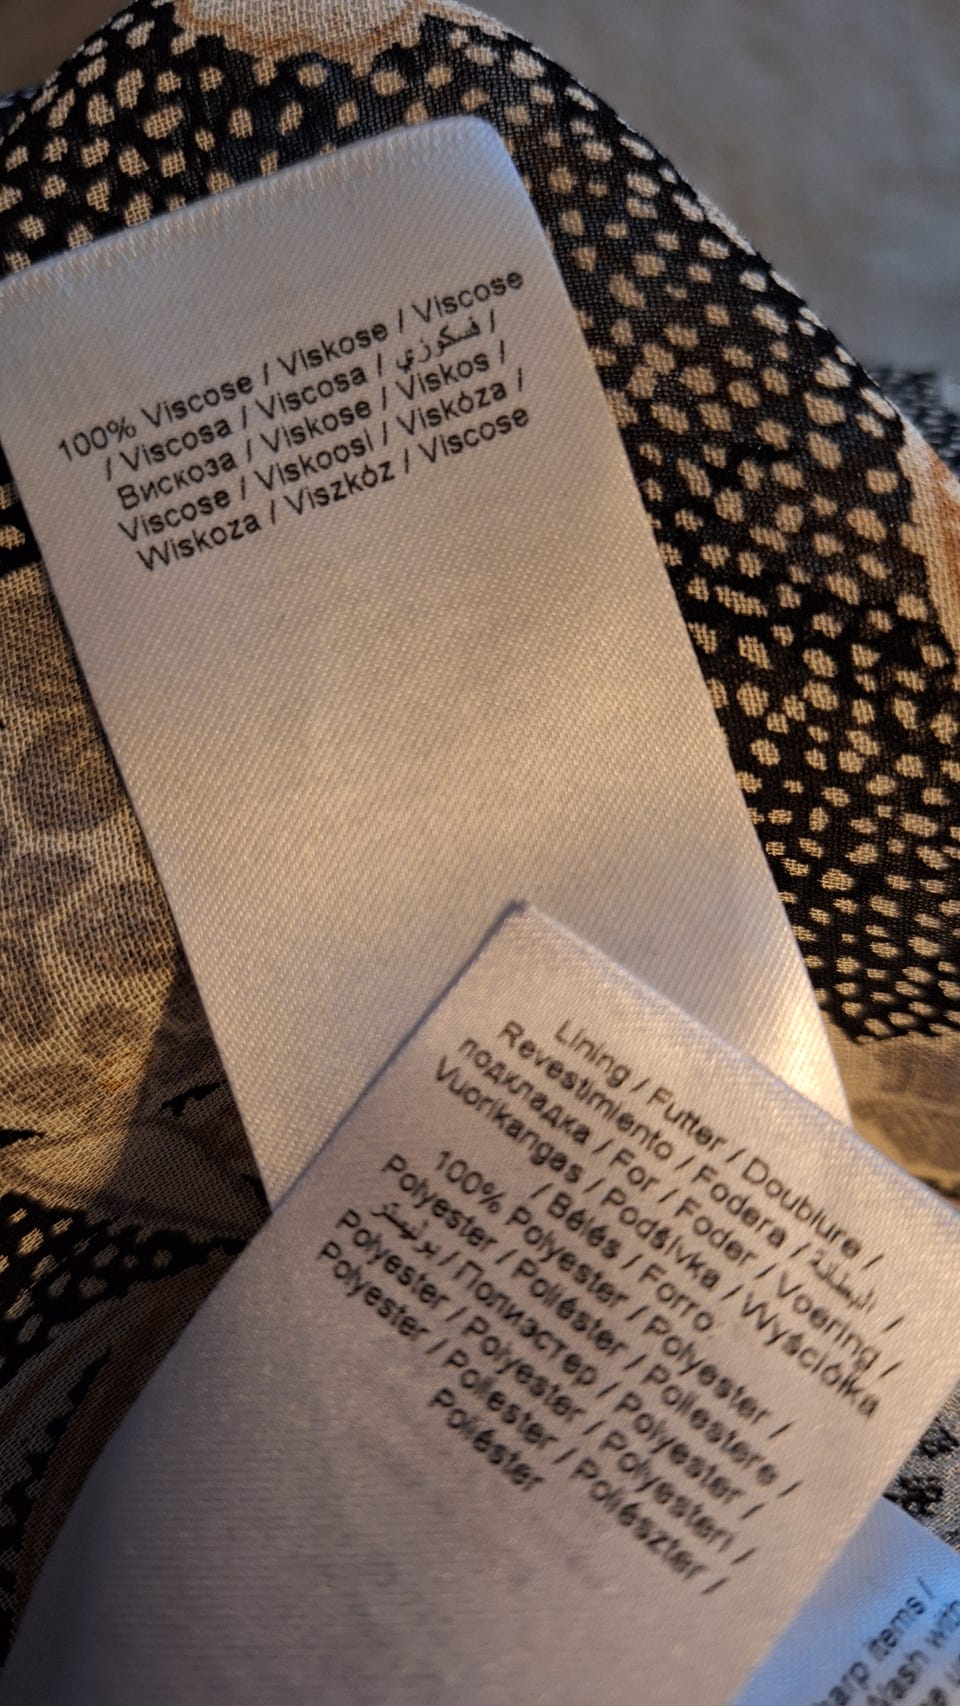 100% Viscose / Viskose / Viscose
/ Viscosa / Viscosa / فسكوزي /
Вискоза / Viskose / Viskos /
Viscose / Viskoosi / Viskóza /
Wiskoza / Viszkóz / Viscose
Lining / Futter / Doublure /
Revestimiento / Fodera / البطانة /
подкладка / For / Foder / Voering /
Vuorikangas / Podšívka / Wyściółka
/ Bélés / Forro
100% Polyester / Polyester /
Polyester / Poliéster / Poliestere /
بوليستر / Полиэстер / Polyester /
Polyester / Polyester / Polyesteri /
Polyester / Poliester / Poliészter /
Poliéster
items /